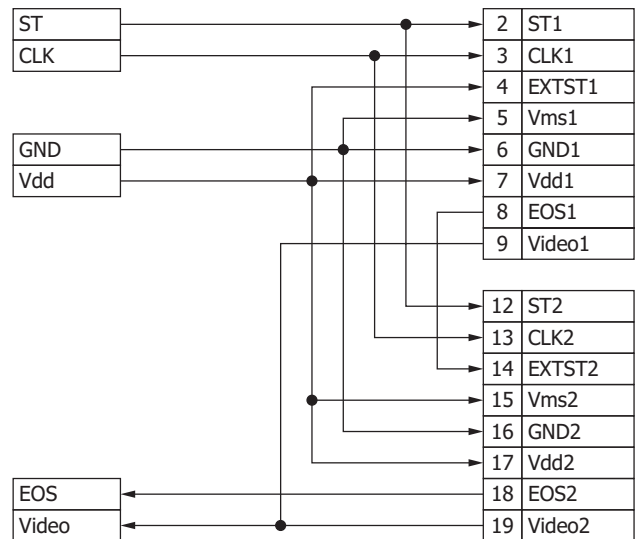 ST
CLK
GND
Vdd
EOS
Video
2 ST1
3 CLK1
4 EXTST1
5 Vms1
6 GND1
7 Vdd1
8 EOS1
9 Video1
12 ST2
13 CLK2
14 EXTST2
15 Vms2
16 GND2
17 Vdd2
18 EOS2
19 Video2